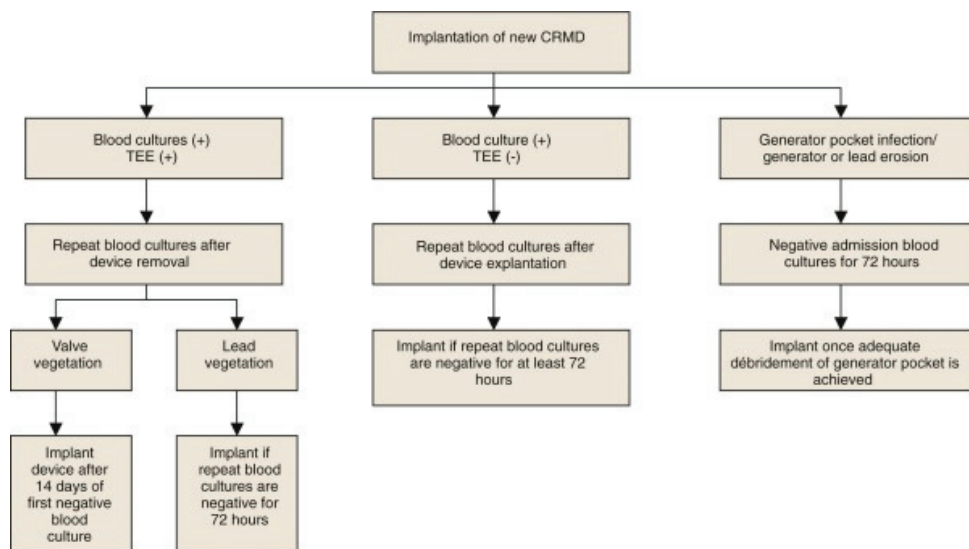 Implantation of new CRMD
Blood cultures (+)
TEE (+)
Blood culture (+)
TEE (-)
Generator pocket infection/
generator or lead erosion
Repeat blood cultures after
device removal
Repeat blood cultures after
device explantation
Negative admission blood
cultures for 72 hours
Valve
vegetation
Lead
vegetation
Implant if repeat blood cultures
are negative for at least 72
hours
Implant once adequate
débridement of generator pocket is
achieved
Implant
device after
14 days of
first negative
blood
culture
Implant if
repeat blood
cultures are
negative for
72 hours